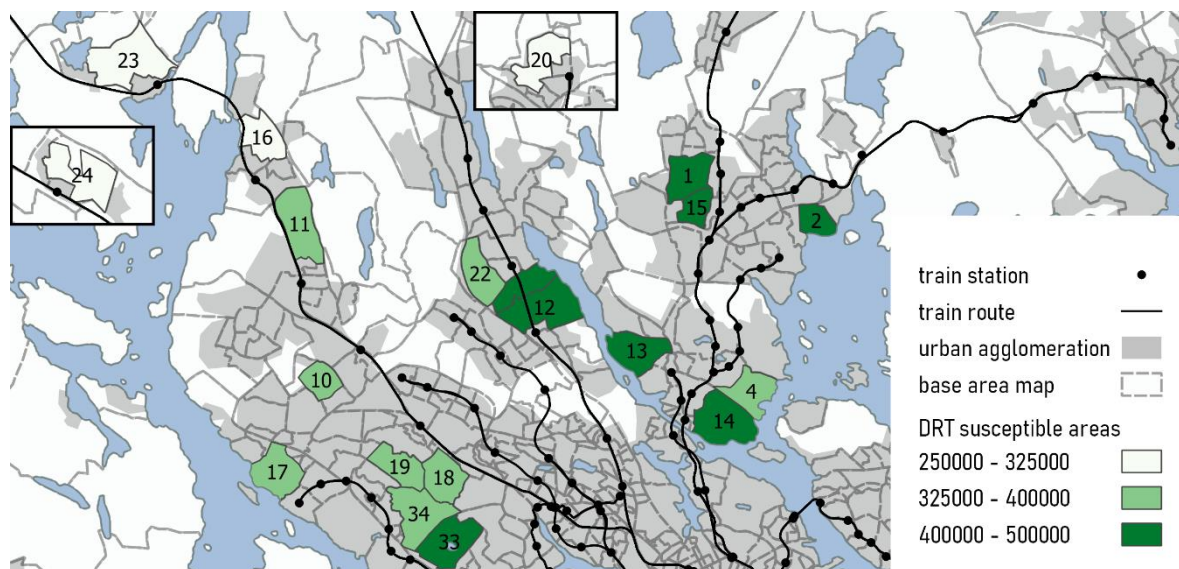 23
20
16
24
1
15
2
11
22
12
13
10
4
14
17
19
18
34
33
train station
train route
urban agglomeration
base area map
DRT susceptible areas
250000 - 325000
325000 - 400000
400000 - 500000